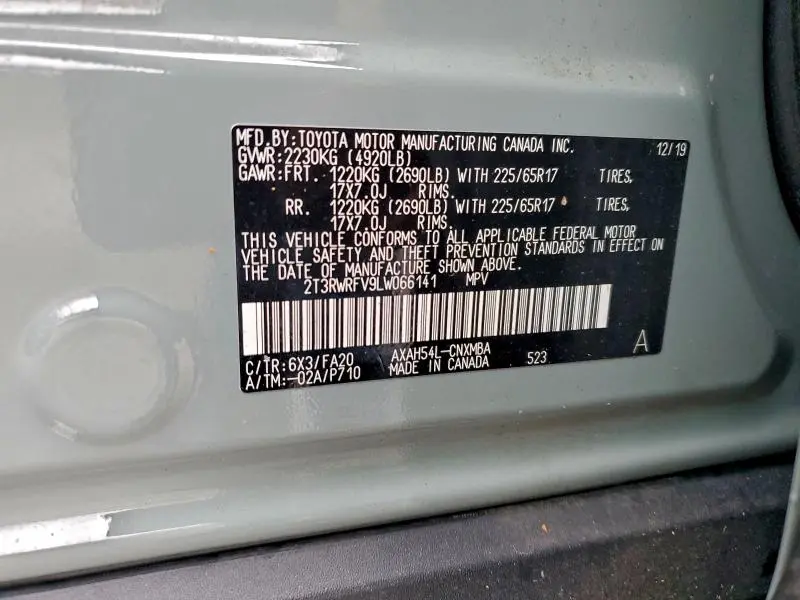 MFD.BY:TOYOTA MOTOR MANUFACTURING CANADA INC. 12/19
GVWR:2230KG (4920LB)
GAWR:FRT. 1220KG (2690LB) WITH 225/65R17 TIRES,
17X7.0J RIMS.
RR. 1220KG (2690LB) WITH 225/65R17 TIRES,
17X7.0J RIMS.
THIS VEHICLE CONFORMS TO ALL APPLICABLE FEDERAL MOTOR
VEHICLE SAFETY AND THEFT PREVENTION STANDARDS IN EFFECT ON
THE DATE OF MANUFACTURE SHOWN ABOVE.
2T3RWRFV9LW066141 MPV
C/TR:6X3/FA20 AXAH54L-CNXMBA 523 A
A/TM:-02A/P710 MADE IN CANADA